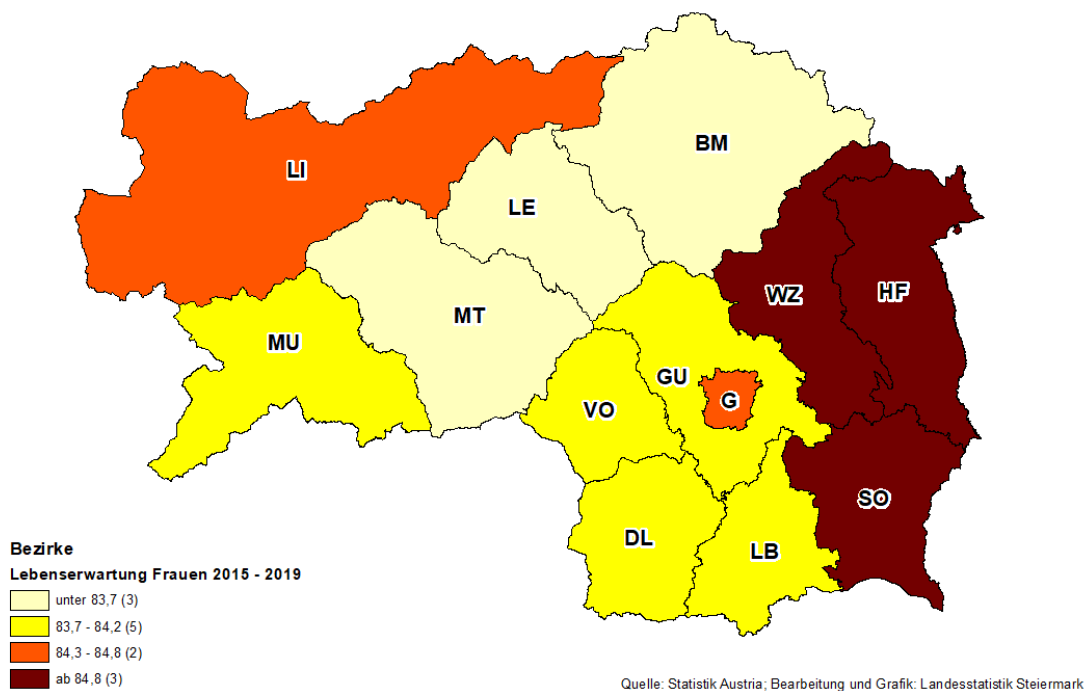 BM
LI
LE
WZ
HF
MT
MU
GU
G
VO
SO
DL
LB
Bezirke
Lebenserwartung Frauen 2015 - 2019
unter 83,7 (3)
83,7 - 84,2 (5)
84,3 - 84,8 (2)
ab 84,8 (3)
Quelle: Statistik Austria; Bearbeitung und Grafik: Landesstatistik Steiermark